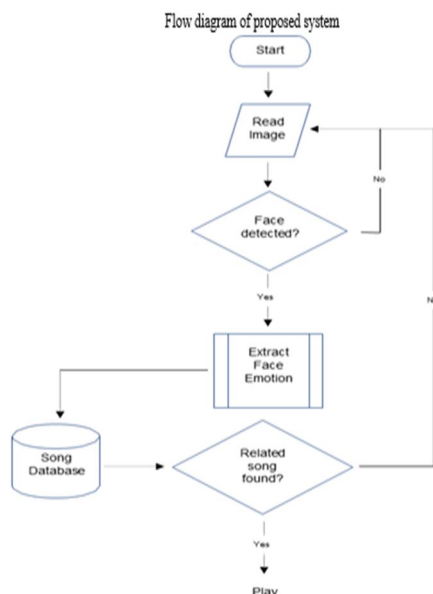 Flow diagram of proposed system
Start
Read
Image
No
Face
detected?
Yes
Extract
Face
Emotion
Song
Database
Related
song
found?
Yes
Play